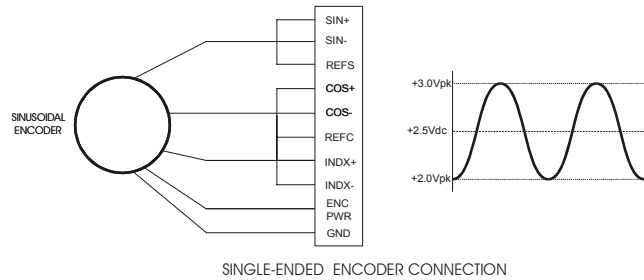 SINUSOIDAL
ENCODER
SIN+
SIN-
REFS
COS+
COS-
REFC
INDX+
INDX-
ENC
PWR
GND
+3.0Vpk
+2.5Vdc
+2.0Vpk
SINGLE-ENDED ENCODER CONNECTION